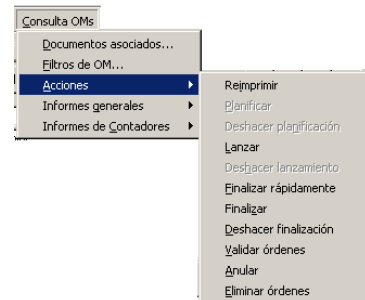 Consulta OMs
Documentos asociados...
Filtros de OM...
Acciones
Informes generales
Informes de Contadores
Reimprimir
Planificar
Deshacer planificación
Lanzar
Deshacer lanzamiento
Finalizar rápidamente
Finalizar
Deshacer finalización
Validar órdenes
Anular
Eliminar órdenes